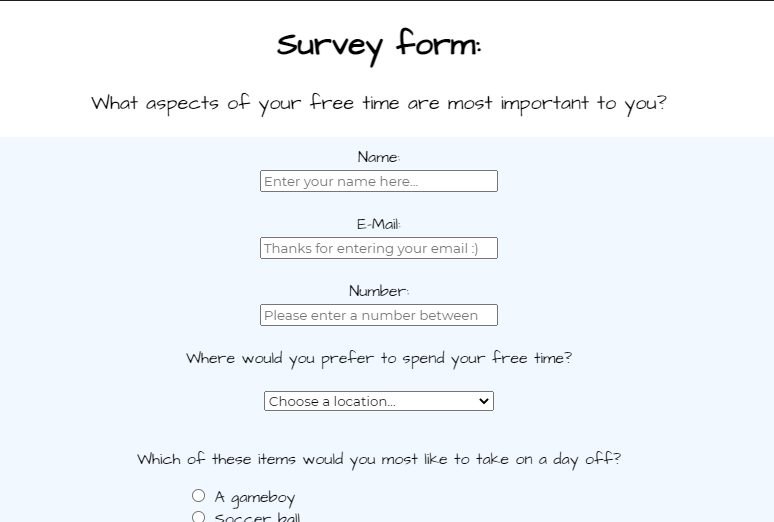 Survey form:
What aspects of your free time are most important to you?
Name:
Enter your name here...
E-Mail:
Thanks for entering your email :)
Number:
Please enter a number between
Where would you prefer to spend your free time?
Choose a location...
Which of these items would you most like to take on a day off?
A gameboy
Soccer ball